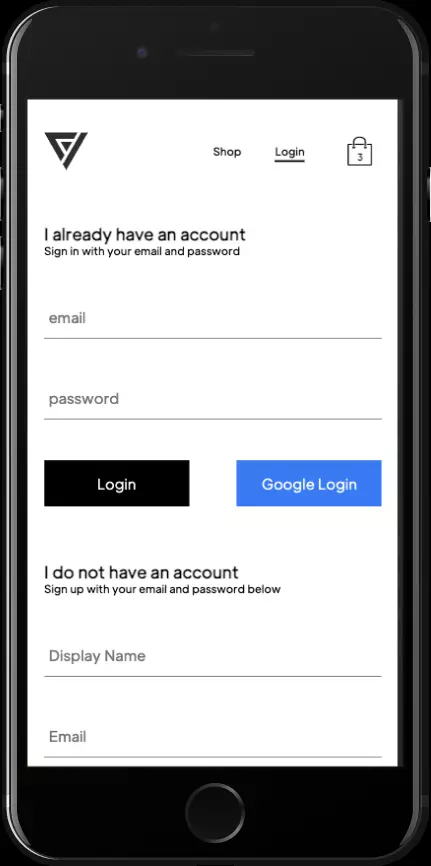 Shop Login
3
I already have an account
Sign in with your email and password
email
password
Login Google Login
I do not have an account
Sign up with your email and password below
Display Name
Email